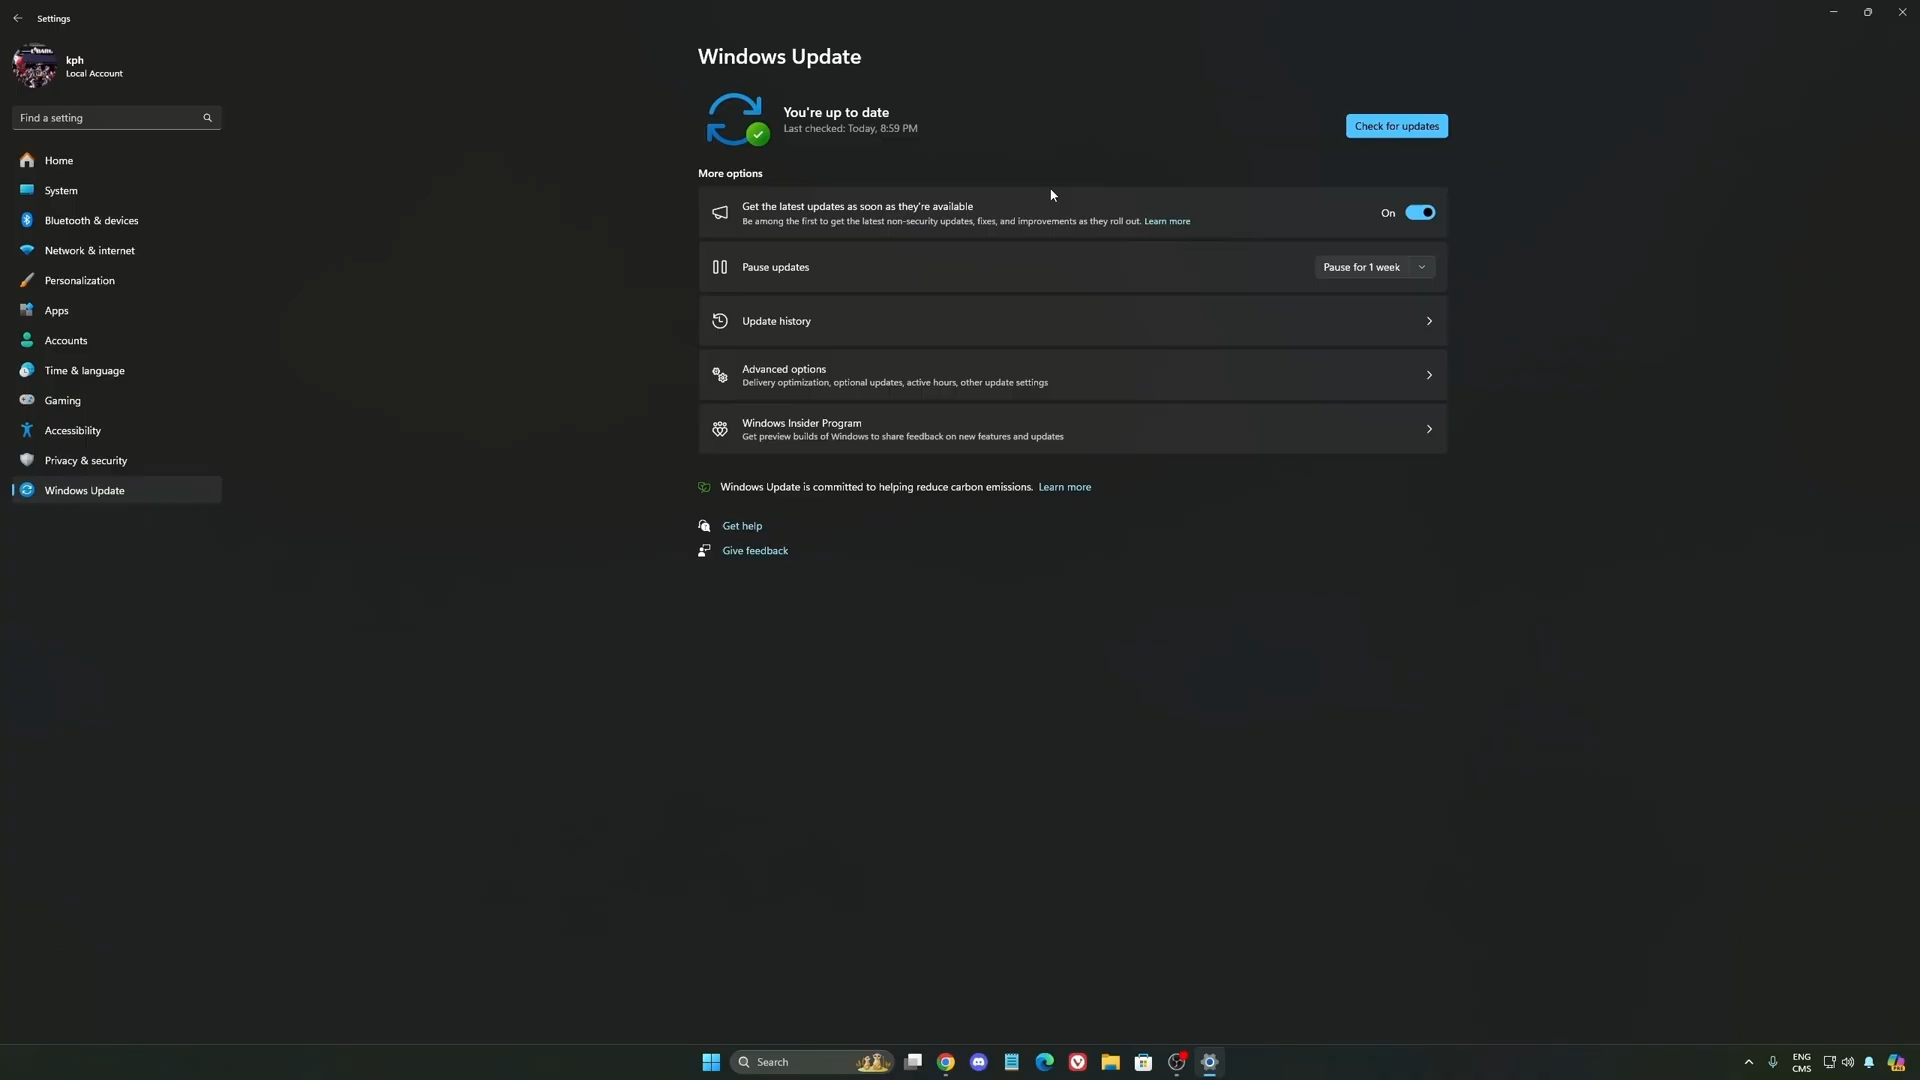 Settings
kph
Local Account
Find a setting
Home
System
Bluetooth & devices
Network & internet
Personalization
Apps
Accounts
Time & language
Gaming
Accessibility
Privacy & security
Windows Update
Windows Update
You're up to date
Last checked: Today, 8:59 PM
Check for updates
More options
Get the latest updates as soon as they're available
Be among the first to get the latest non-security updates, fixes, and improvements as they roll out. Learn more
On
Pause updates
Pause for 1 week
Update history
Advanced options
Delivery optimization, optional updates, active hours, other update settings
Windows Insider Program
Get preview builds of Windows to share feedback on new features and updates
Windows Update is committed to helping reduce carbon emissions. Learn more
Get help
Give feedback
Search
ENG
CMS